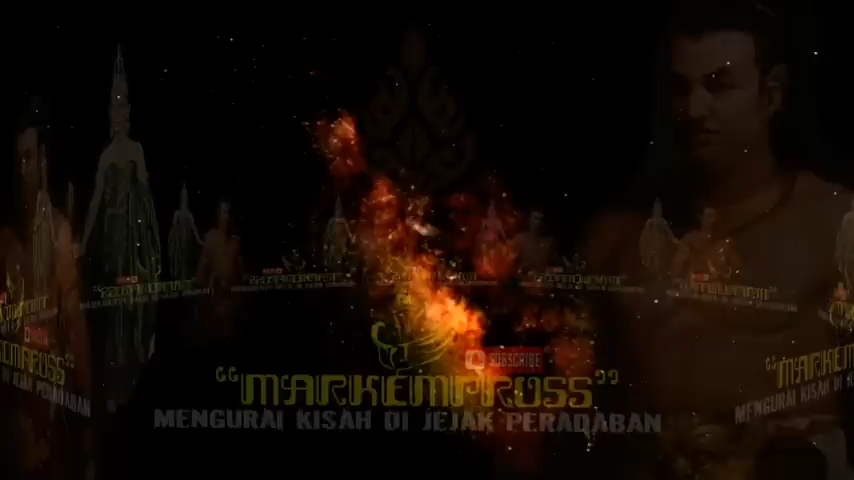 SUBSCRIBE
“MARKEMPROSS”
MENGURAI KISAH DI JEJAK PERADABAN